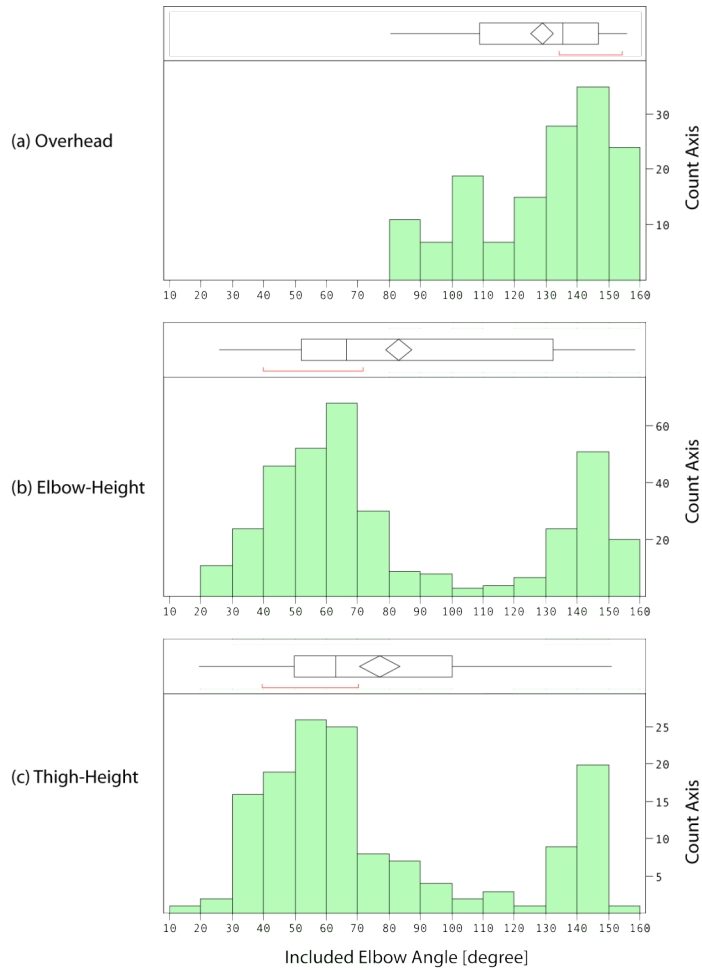 (a) Overhead
30
20
10
Count Axis
10 20 30 40 50 60 70 80 90 100 110 120 130 140 150 160
(b) Elbow-Height
60
40
20
Count Axis
10 20 30 40 50 60 70 80 90 100 110 120 130 140 150 160
(c) Thigh-Height
25
20
15
10
5
Count Axis
10 20 30 40 50 60 70 80 90 100 110 120 130 140 150 160
Included Elbow Angle [degree]